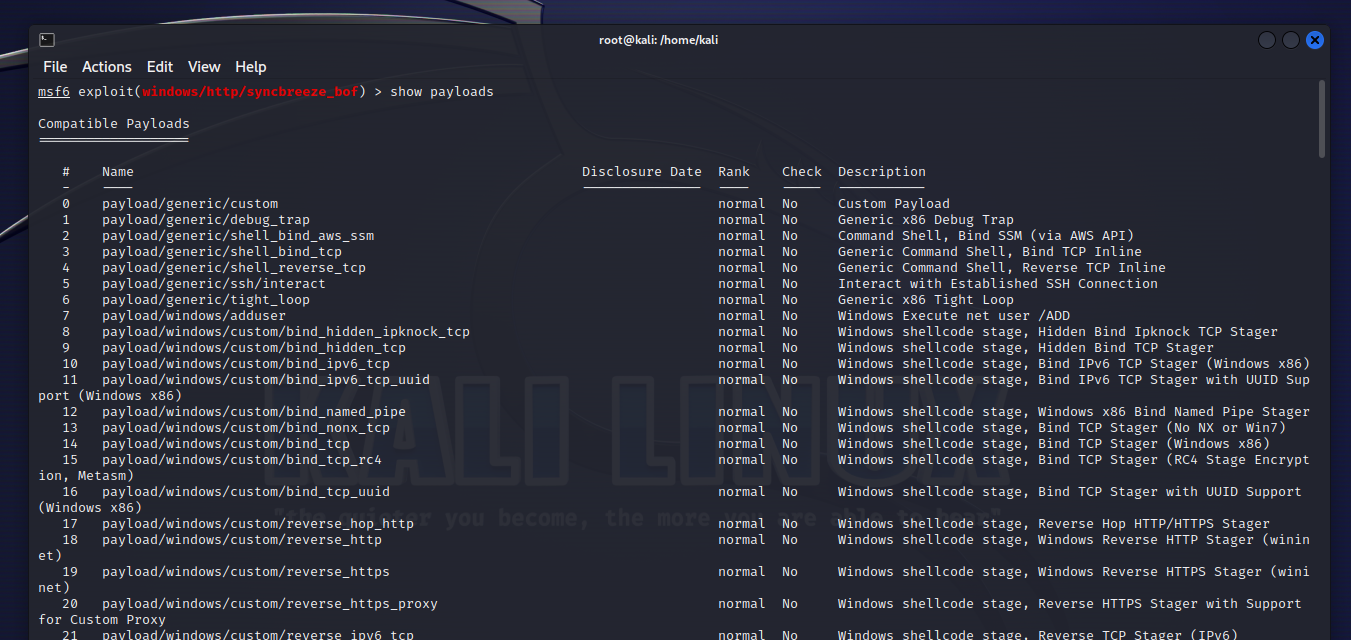 root@kali: /home/kali
File Actions Edit View Help
msf6 exploit(windows/http/syncbreeze_bof) > show payloads
Compatible Payloads
===================
# Name Disclosure Date Rank Check Description
- ---- --------------- ---- ----- -----------
0 payload/generic/custom normal No Custom Payload
1 payload/generic/debug_trap normal No Generic x86 Debug Trap
2 payload/generic/shell_bind_aws_ssm normal No Command Shell, Bind SSM (via AWS API)
3 payload/generic/shell_bind_tcp normal No Generic Command Shell, Bind TCP Inline
4 payload/generic/shell_reverse_tcp normal No Generic Command Shell, Reverse TCP Inline
5 payload/generic/ssh/interact normal No Interact with Established SSH Connection
6 payload/generic/tight_loop normal No Generic x86 Tight Loop
7 payload/windows/adduser normal No Windows Execute net user /ADD
8 payload/windows/custom/bind_hidden_ipknock_tcp normal No Windows shellcode stage, Hidden Bind Ipknock TCP Stager
9 payload/windows/custom/bind_hidden_tcp normal No Windows shellcode stage, Hidden Bind TCP Stager
10 payload/windows/custom/bind_ipv6_tcp normal No Windows shellcode stage, Bind IPv6 TCP Stager (Windows x86)
11 payload/windows/custom/bind_ipv6_tcp_uuid normal No Windows shellcode stage, Bind IPv6 TCP Stager with UUID Sup
port (Windows x86)
12 payload/windows/custom/bind_named_pipe normal No Windows shellcode stage, Windows x86 Bind Named Pipe Stager
13 payload/windows/custom/bind_nonx_tcp normal No Windows shellcode stage, Bind TCP Stager (No NX or Win7)
14 payload/windows/custom/bind_tcp normal No Windows shellcode stage, Bind TCP Stager (Windows x86)
15 payload/windows/custom/bind_tcp_rc4 normal No Windows shellcode stage, Bind TCP Stager (RC4 Stage Encrypt
ion, Metasm)
16 payload/windows/custom/bind_tcp_uuid normal No Windows shellcode stage, Bind TCP Stager with UUID Support
(Windows x86)
17 payload/windows/custom/reverse_hop_http normal No Windows shellcode stage, Reverse Hop HTTP/HTTPS Stager
18 payload/windows/custom/reverse_http normal No Windows shellcode stage, Windows Reverse HTTP Stager (winin
et)
19 payload/windows/custom/reverse_https normal No Windows shellcode stage, Windows Reverse HTTPS Stager (wini
net)
20 payload/windows/custom/reverse_https_proxy normal No Windows shellcode stage, Reverse HTTPS Stager with Support
for Custom Proxy
21 payload/windows/custom/reverse_ipv6_tcp normal No Windows shellcode stage, Reverse TCP Stager (IPv6)
KALI LINUX
"the quieter you become, the more you are able to hear"